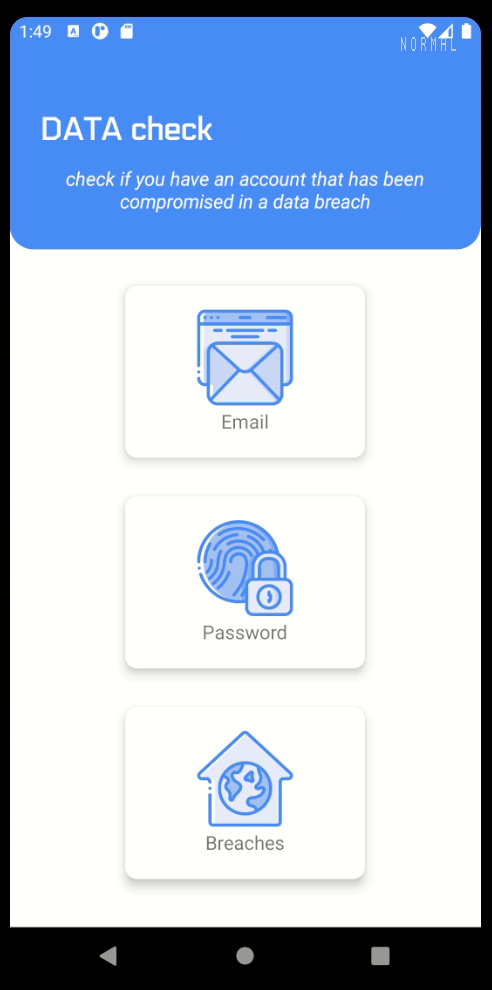 1:49
NORMAL
DATA check
check if you have an account that has been
compromised in a data breach
Email
Password
Breaches